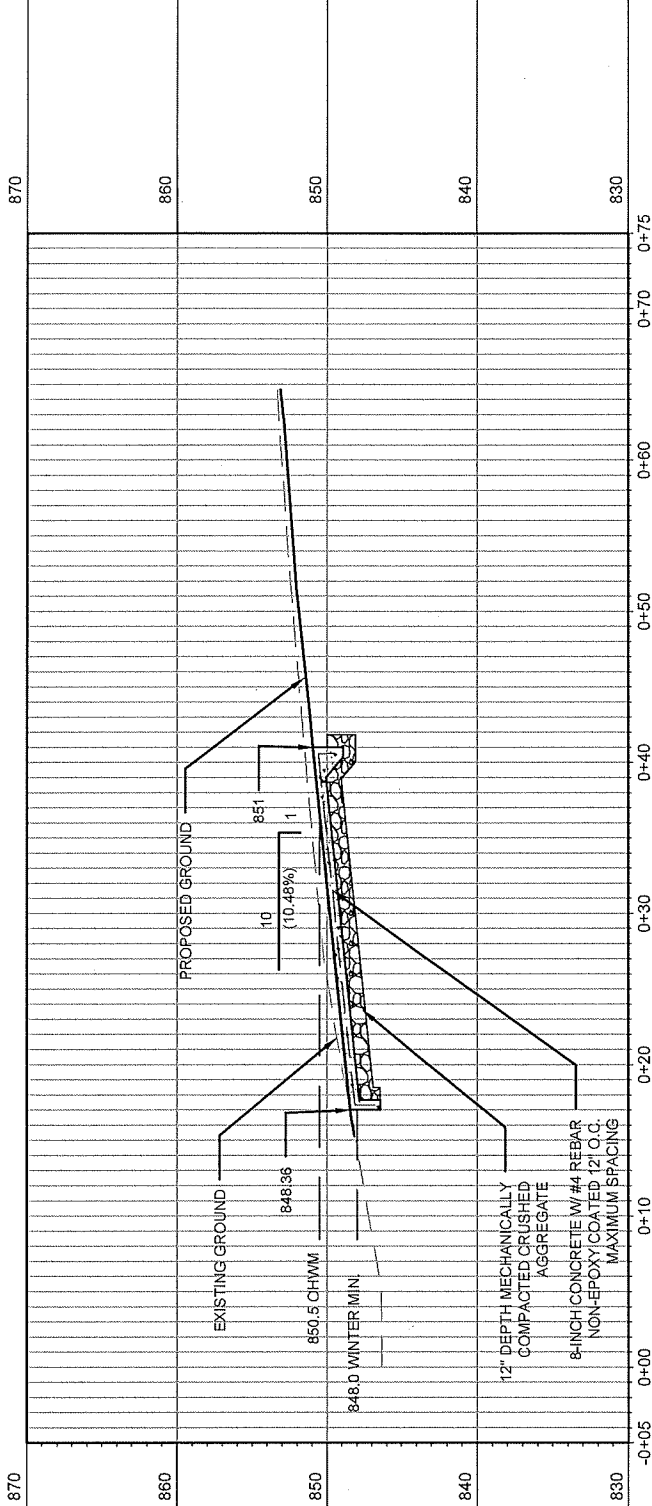 870
860
850
840
830
870
860
850
840
830
-0+05
0+00
0+10
0+20
0+30
0+40
0+50
0+60
0+70
0+75
EXISTING GROUND
PROPOSED GROUND
848.36
851
10
(10.48%)
1
850.5 CHWM
848.0 WINTER MIN.
12" DEPTH MECHANICALLY
COMPACTED CRUSHED
AGGREGATE
8-INCH CONCRETE W/ #4 REBAR
NON-EPOXY COATED 12" O.C.
MAXIMUM SPACING